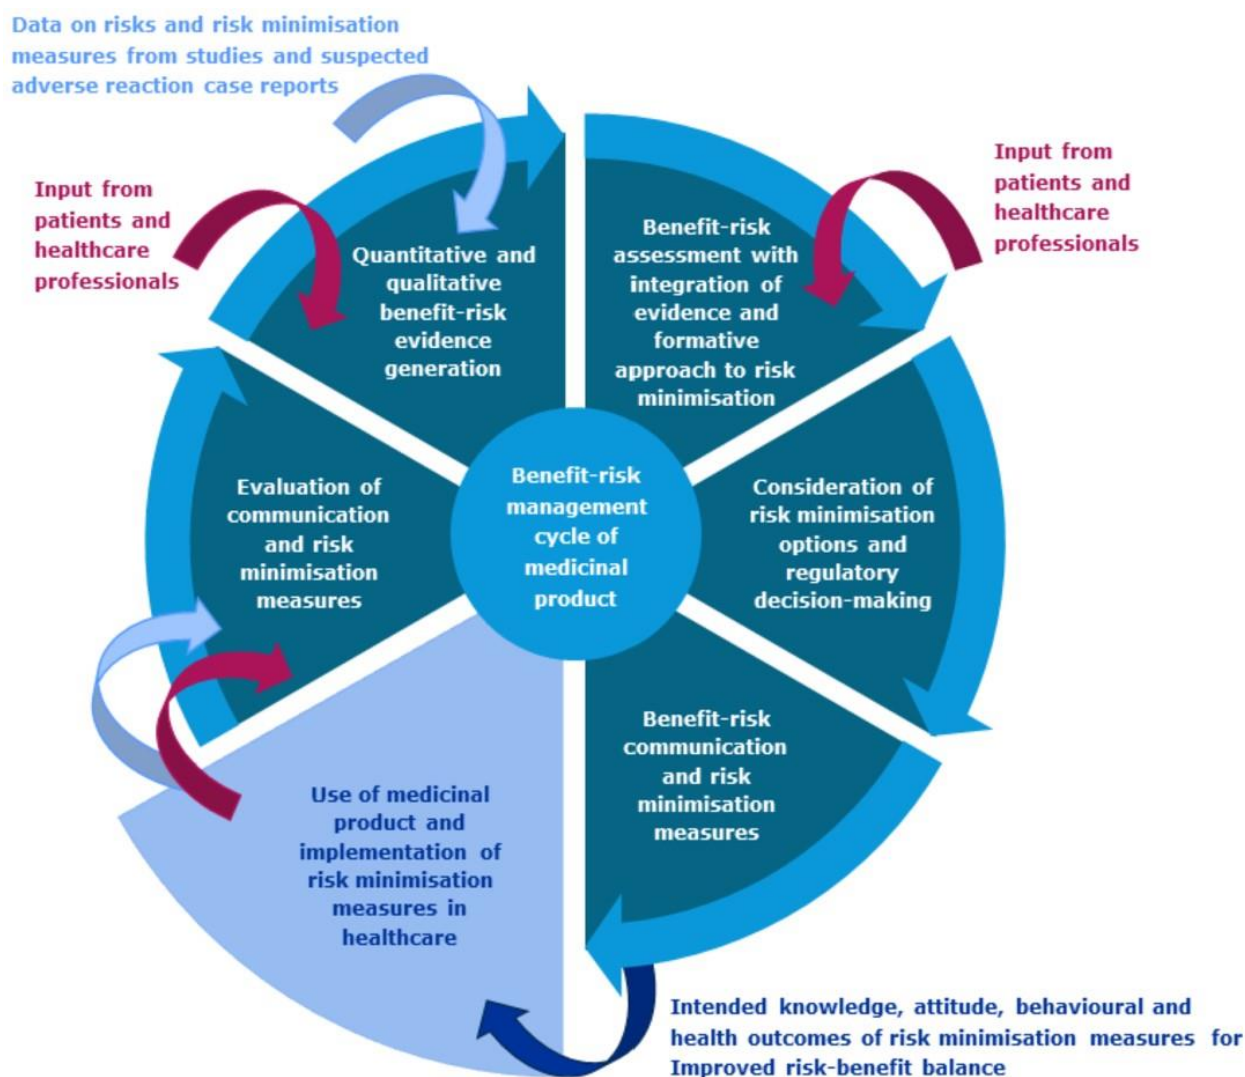 Data on risks and risk minimisation
measures from studies and suspected
adverse reaction case reports
Input from
patients and
healthcare
professionals
Input from
patients and
healthcare
professionals
Quantitative and
qualitative
benefit-risk
evidence
generation
Benefit-risk
assessment with
integration of
evidence and
formative
approach to risk
minimisation
Evaluation of
communication
and risk
minimisation
measures
Benefit-risk
management
cycle of
medicinal
product
Consideration of
risk minimisation
options and
regulatory
decision-making
Benefit-risk
communication
and risk
minimisation
measures
Use of medicinal
product and
implementation of
risk minimisation
measures in
healthcare
Intended knowledge, attitude, behavioural and
health outcomes of risk minimisation measures for
Improved risk-benefit balance